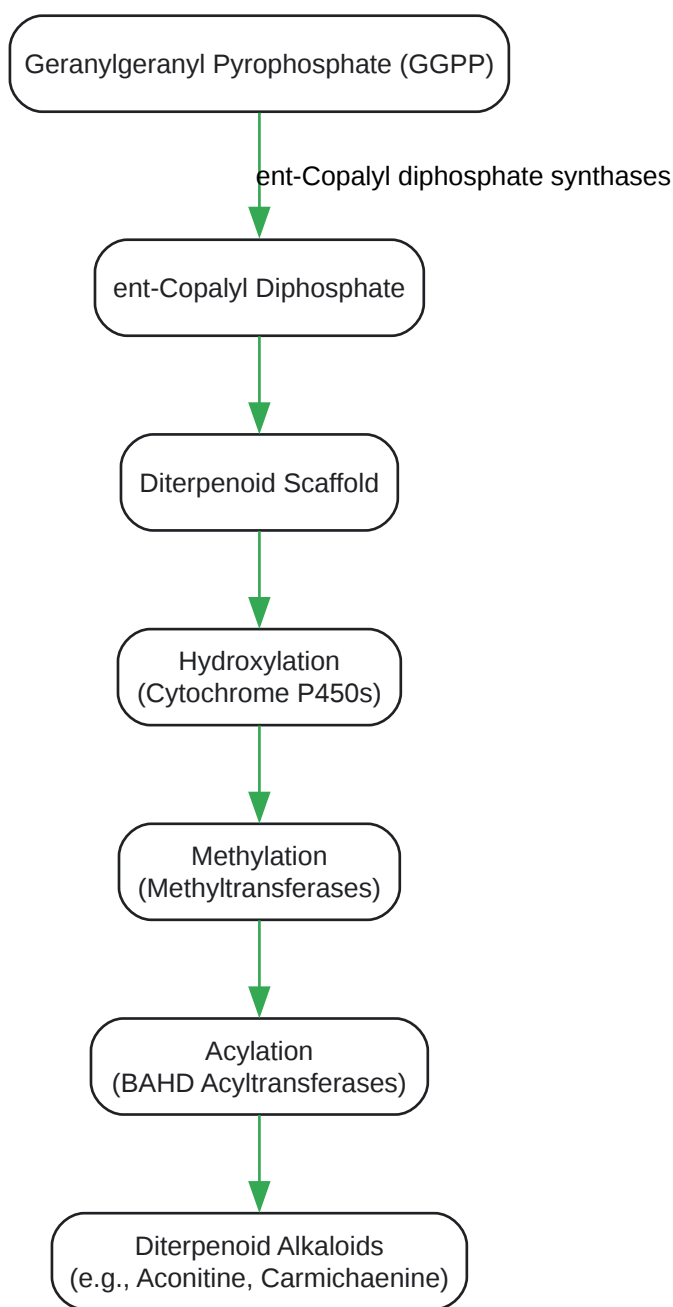 Geranylgeranyl Pyrophosphate (GGPP)
ent-Copalyl diphosphate synthases
ent-Copalyl Diphosphate
Diterpenoid Scaffold
Hydroxylation
(Cytochrome P450s)
Methylation
(Methyltransferases)
Acylation
(BAHD Acyltransferases)
Diterpenoid Alkaloids
(e.g., Aconitine, Carmichaenine)